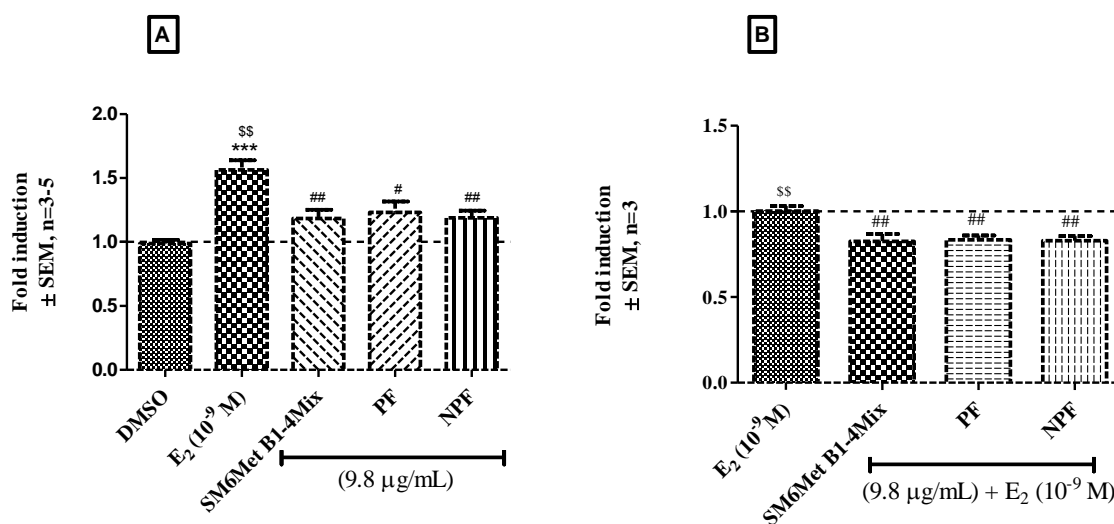 A
Fold induction
± SEM, n=3-5
2.0
1.5
1.0
0.5
0.0
$$
***
##
#
##
DMSO
E₂ (10⁻⁹ M)
SM6Met B1-4Mix
PF
NPF
(9.8 µg/mL)
B
Fold induction
± SEM, n=3
1.5
1.0
0.5
0.0
$$
##
##
##
E₂ (10⁻⁹ M)
SM6Met B1-4Mix
PF
NPF
(9.8 µg/mL) + E₂ (10⁻⁹ M)